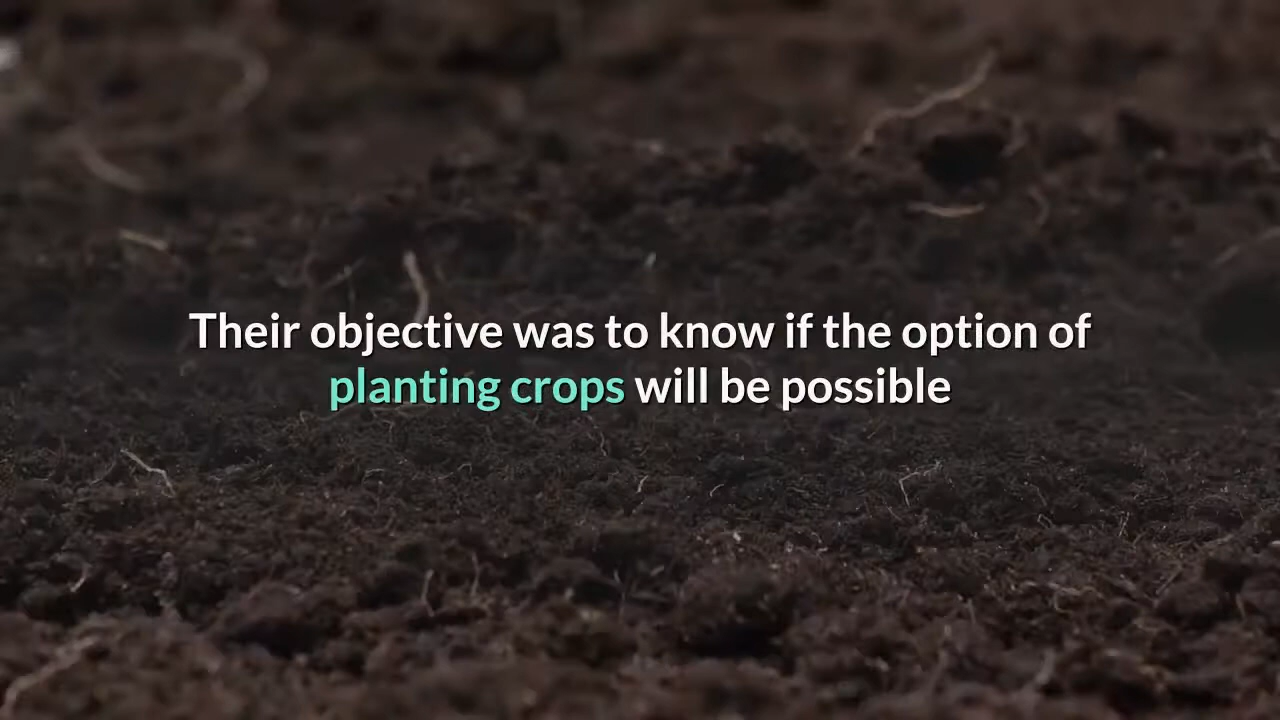 Their objective was to know if the option of
planting crops will be possible